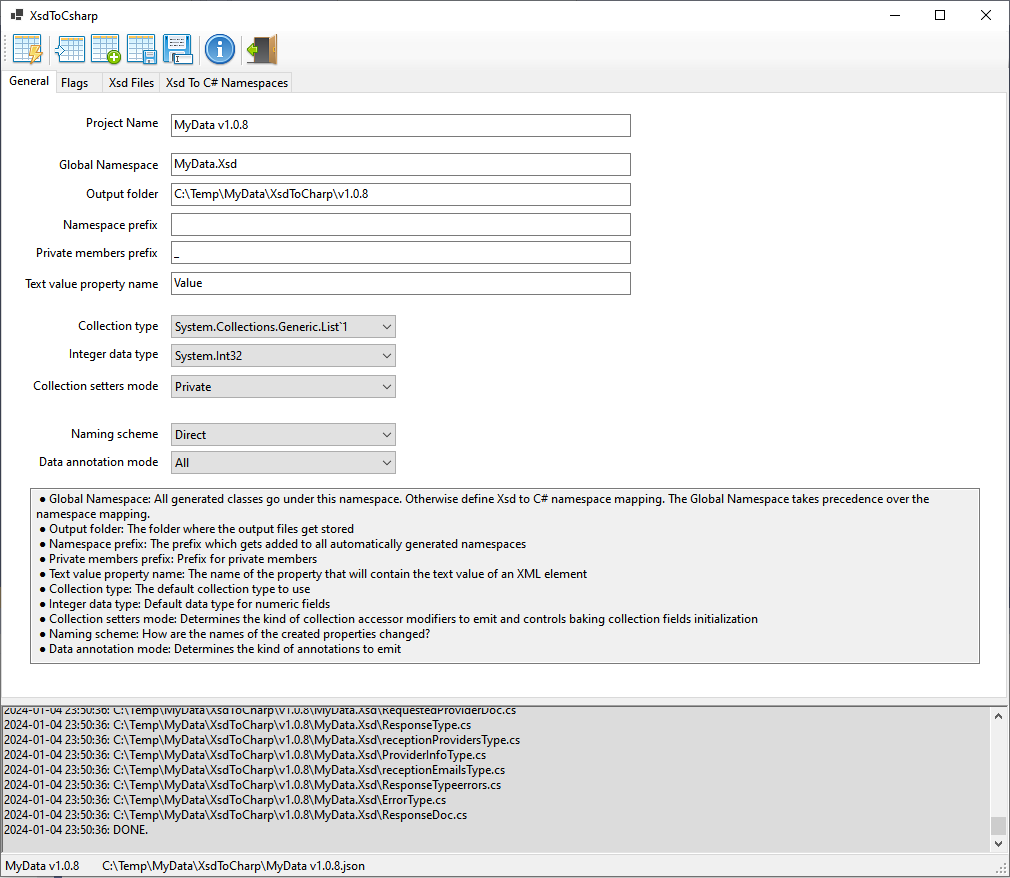 XsdToCsharp
General Flags Xsd Files Xsd To C# Namespaces
Project Name MyData v1.0.8
Global Namespace MyData.Xsd
Output folder C:\Temp\MyData\XsdToCharp\v1.0.8
Namespace prefix
Private members prefix _
Text value property name Value
Collection type System.Collections.Generic.List`1
Integer data type System.Int32
Collection setters mode Private
Naming scheme Direct
Data annotation mode All
● Global Namespace: All generated classes go under this namespace. Otherwise define Xsd to C# namespace mapping. The Global Namespace takes precedence over the
namespace mapping.
● Output folder: The folder where the output files get stored
● Namespace prefix: The prefix which gets added to all automatically generated namespaces
● Private members prefix: Prefix for private members
● Text value property name: The name of the property that will contain the text value of an XML element
● Collection type: The default collection type to use
● Integer data type: Default data type for numeric fields
● Collection setters mode: Determines the kind of collection accessor modifiers to emit and controls baking collection fields initialization
● Naming scheme: How are the names of the created properties changed?
● Data annotation mode: Determines the kind of annotations to emit
2024-01-04 23:50:36: C:\Temp\MyData\XsdToCharp\v1.0.8\MyData.Xsd\RequestedProviderDoc.cs
2024-01-04 23:50:36: C:\Temp\MyData\XsdToCharp\v1.0.8\MyData.Xsd\ResponseType.cs
2024-01-04 23:50:36: C:\Temp\MyData\XsdToCharp\v1.0.8\MyData.Xsd\receptionProvidersType.cs
2024-01-04 23:50:36: C:\Temp\MyData\XsdToCharp\v1.0.8\MyData.Xsd\ProviderInfoType.cs
2024-01-04 23:50:36: C:\Temp\MyData\XsdToCharp\v1.0.8\MyData.Xsd\receptionEmailsType.cs
2024-01-04 23:50:36: C:\Temp\MyData\XsdToCharp\v1.0.8\MyData.Xsd\ResponseTypeerrors.cs
2024-01-04 23:50:36: C:\Temp\MyData\XsdToCharp\v1.0.8\MyData.Xsd\ErrorType.cs
2024-01-04 23:50:36: C:\Temp\MyData\XsdToCharp\v1.0.8\MyData.Xsd\ResponseDoc.cs
2024-01-04 23:50:36: DONE.
MyData v1.0.8 C:\Temp\MyData\XsdToCharp\MyData v1.0.8.json